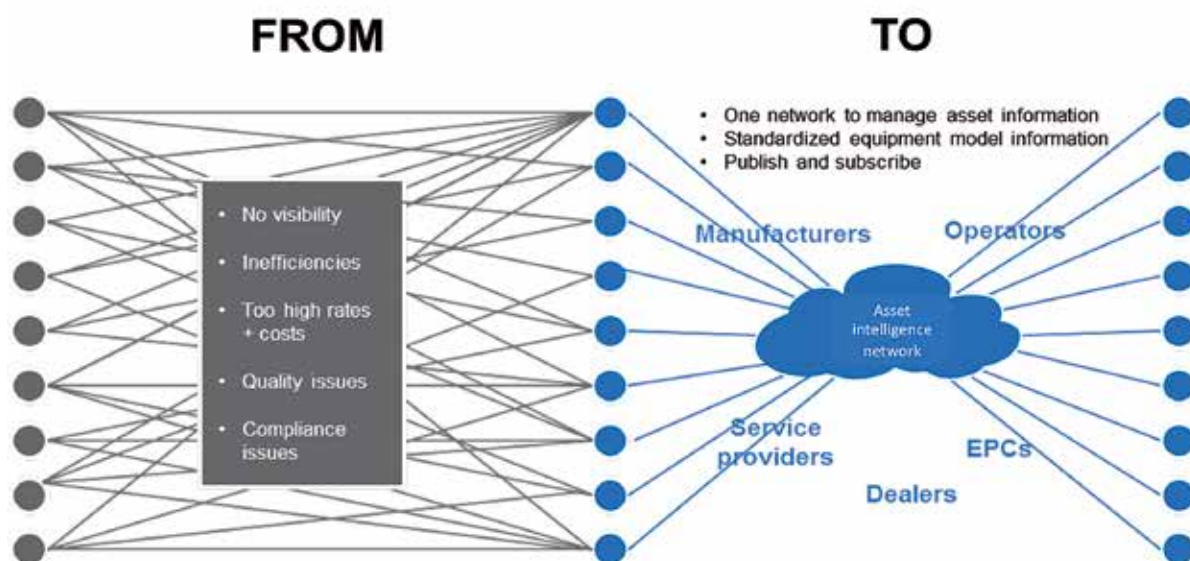 FROM
TO
• No visibility
• Inefficiencies
• Too high rates
+ costs
• Quality issues
• Compliance
issues
• One network to manage asset information
• Standardized equipment model information
• Publish and subscribe
Manufacturers
Operators
Asset
intelligence
network
Service
providers
EPCs
Dealers